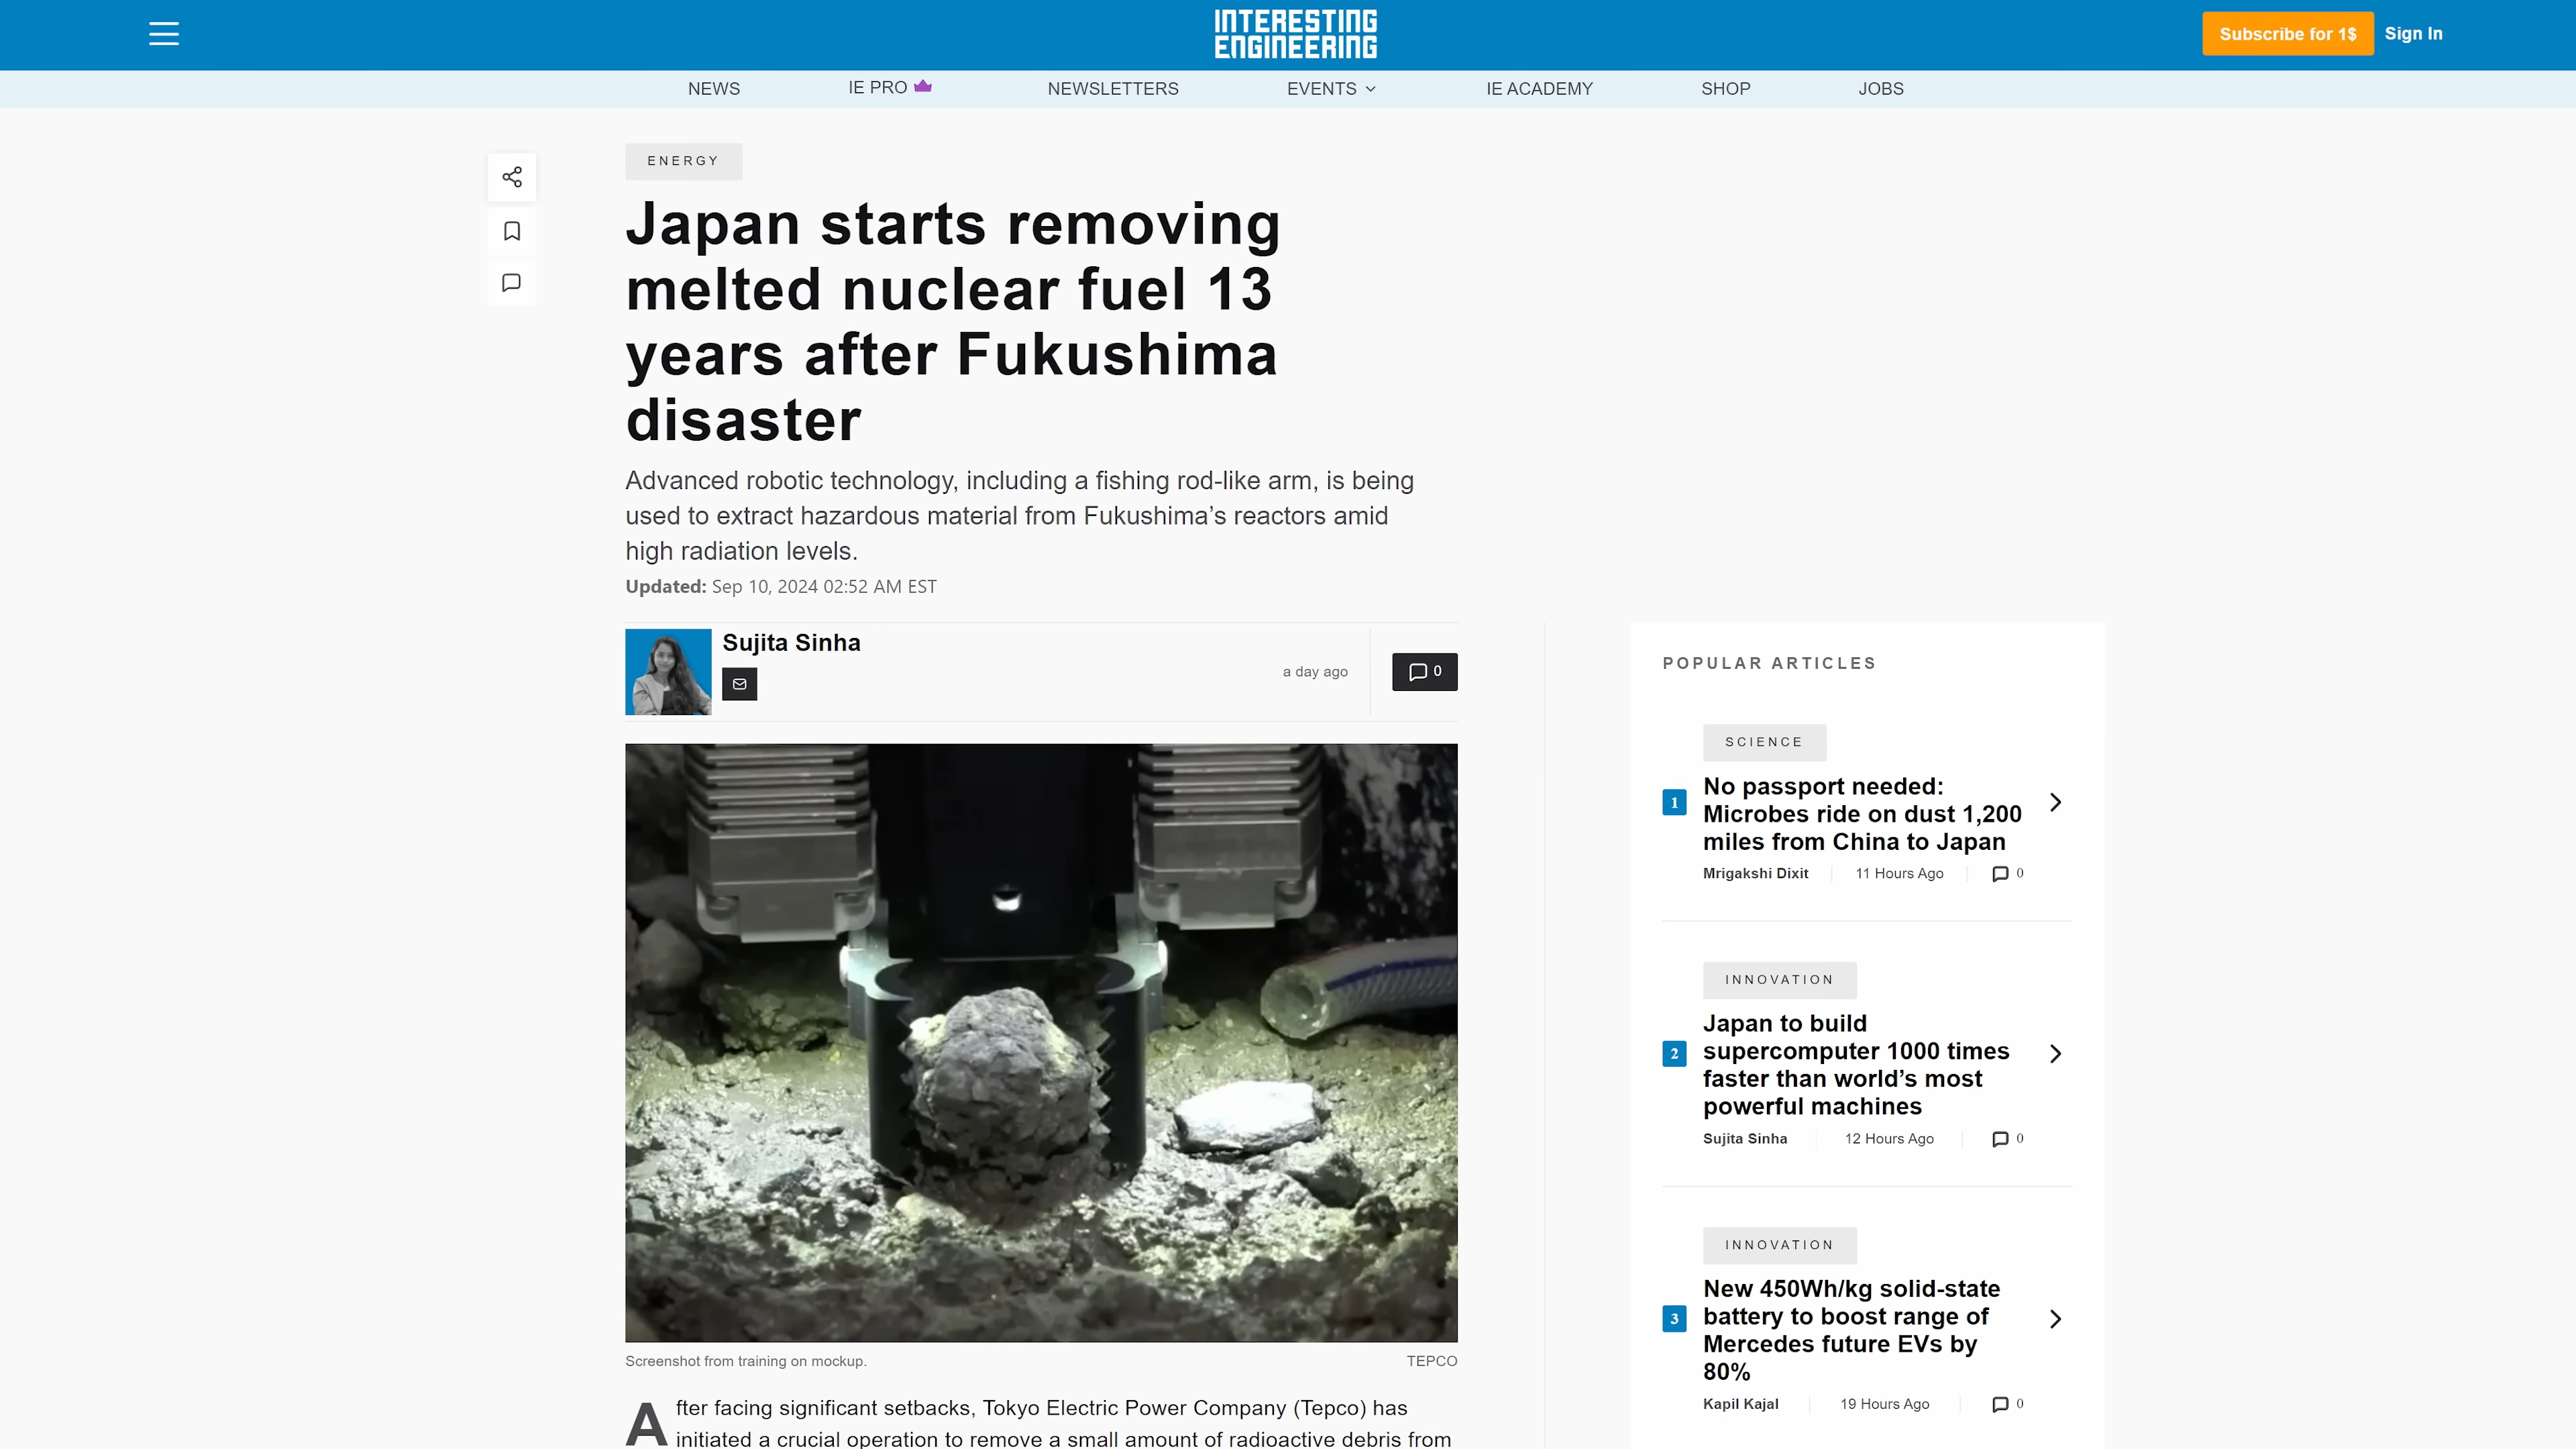 INTERESTING
ENGINEERING
Subscribe for 1$
Sign In
NEWS
IE PRO
NEWSLETTERS
EVENTS
IE ACADEMY
SHOP
JOBS
ENERGY
Japan starts removing
melted nuclear fuel 13
years after Fukushima
disaster
Advanced robotic technology, including a fishing rod-like arm, is being
used to extract hazardous material from Fukushima’s reactors amid
high radiation levels.
Updated: Sep 10, 2024 02:52 AM EST
Sujita Sinha
a day ago
0
Screenshot from training on mockup.
TEPCO
After facing significant setbacks, Tokyo Electric Power Company (Tepco) has
initiated a crucial operation to remove a small amount of radioactive debris from
POPULAR ARTICLES
SCIENCE
1
No passport needed:
Microbes ride on dust 1,200
miles from China to Japan
Mrigakshi Dixit
11 Hours Ago
0
INNOVATION
2
Japan to build
supercomputer 1000 times
faster than world’s most
powerful machines
Sujita Sinha
12 Hours Ago
0
INNOVATION
3
New 450Wh/kg solid-state
battery to boost range of
Mercedes future EVs by
80%
Kapil Kajal
19 Hours Ago
0